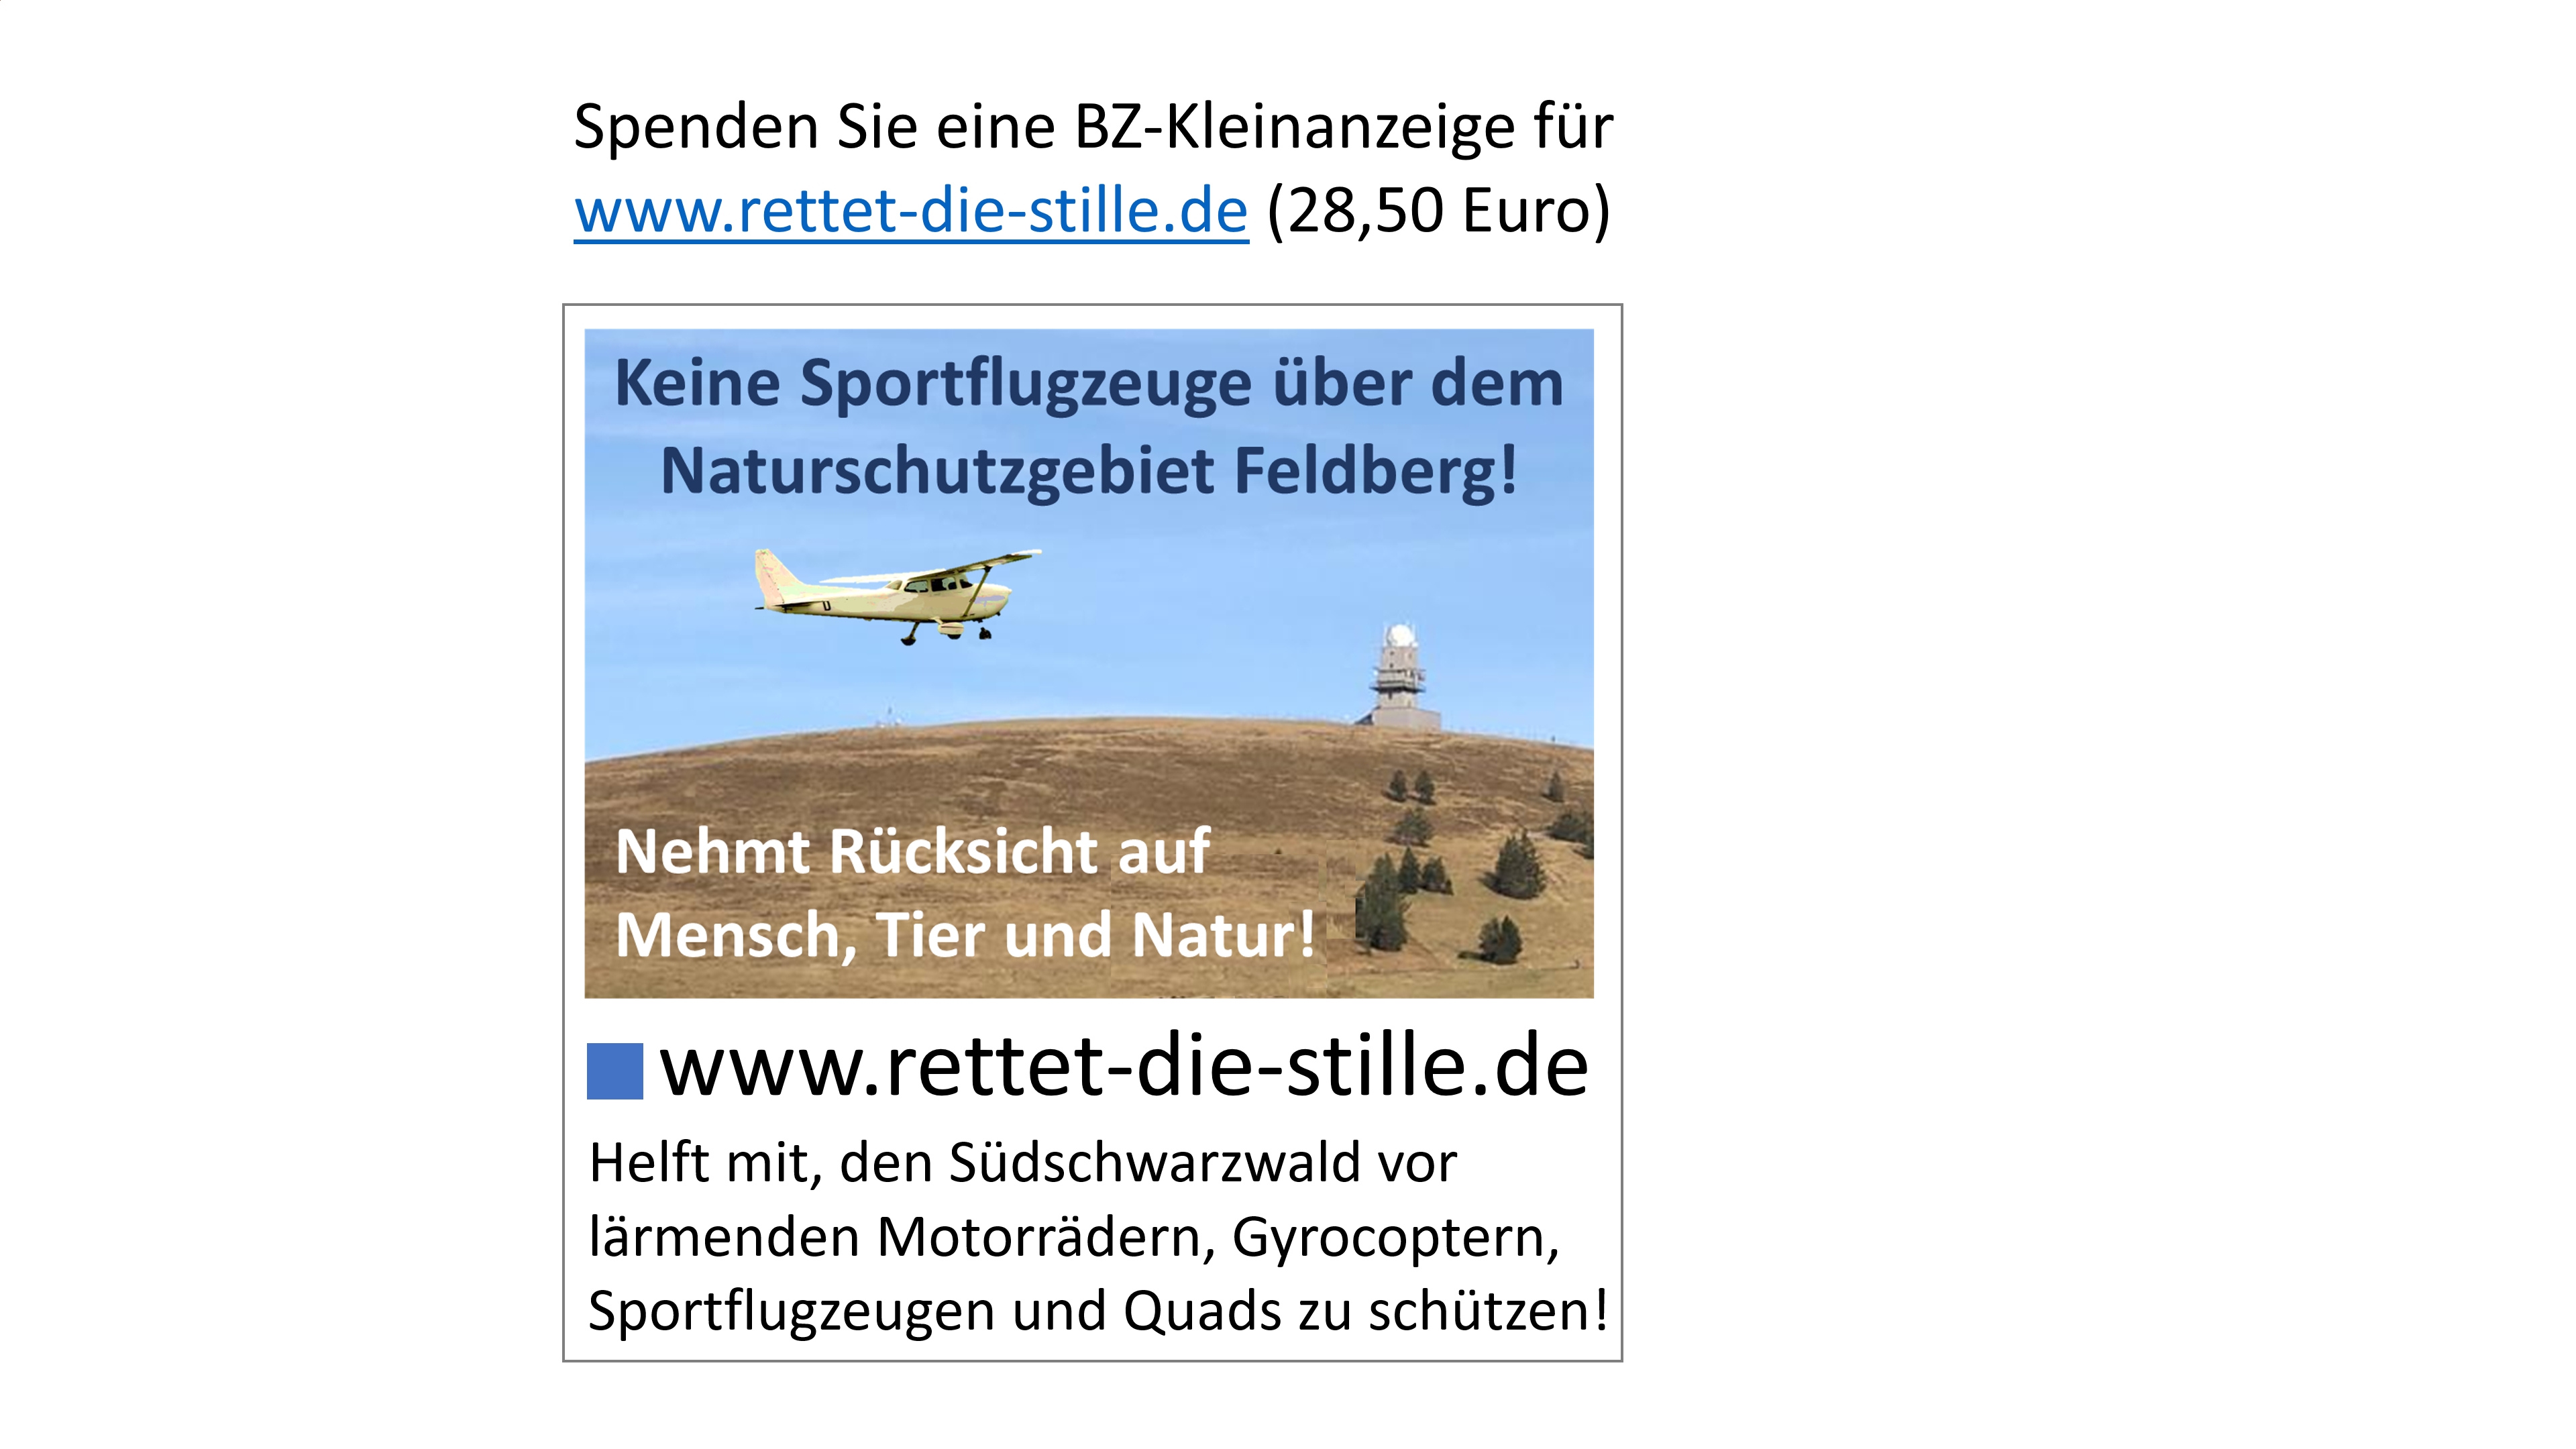 Spenden Sie eine BZ-Kleinanzeige für
www.rettet-die-stille.de (28,50 Euro)
Keine Sportflugzeuge über dem
Naturschutzgebiet Feldberg!
Nehmt Rücksicht auf
Mensch, Tier und Natur!
www.rettet-die-stille.de
Helft mit, den Südschwarzwald vor
lärmenden Motorrädern, Gyrocoptern,
Sportflugzeugen und Quads zu schützen!